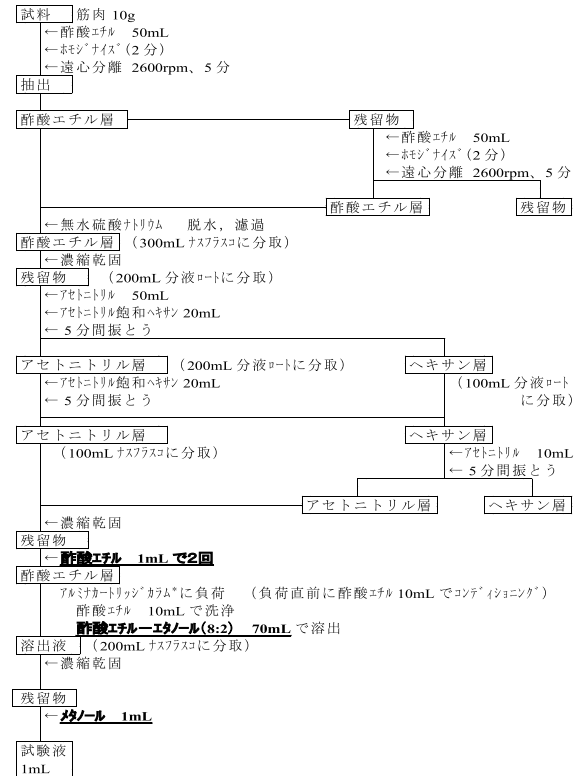 試料 筋肉 10g
←酢酸ｴﾁﾙ 50mL
←ﾎﾓｼﾞﾅｲｽﾞ(2 分)
←遠心分離 2600rpm、5 分
抽出
酢酸エチル層 残留物
←酢酸ｴﾁﾙ 50mL
←ﾎﾓｼﾞﾅｲｽﾞ(2 分)
←遠心分離 2600rpm、5 分
酢酸エチル層 残留物
←無水硫酸ﾅﾄﾘｳﾑ 脱水，濾過
酢酸エチル層 (300mL ﾅｽﾌﾗｽｺに分取)
←濃縮乾固
残留物 (200mL 分液ﾛｰﾄに分取)
←ｱｾﾄﾆﾄﾘﾙ 50mL
←ｱｾﾄﾆﾄﾘﾙ飽和ﾍｷｻﾝ 20mL
← 5 分間振とう
アセトニトリル層 (200mL 分液ﾛｰﾄに分取) ヘキサン層
←ｱｾﾄﾆﾄﾘﾙ飽和ﾍｷｻﾝ 20mL (100mL 分液ﾛｰﾄ
← 5 分間振とう に分取)
アセトニトリル層 ヘキサン層
(100mL ﾅｽﾌﾗｽｺに分取) ←ｱｾﾄﾆﾄﾘﾙ 10mL
← 5 分間振とう
アセトニトリル層 ヘキサン層
←濃縮乾固
残留物
←酢酸ｴﾁﾙ 1mL で２回
酢酸エチル層
ｱﾙﾐﾅｶｰﾄﾘｯｼﾞｶﾗﾑ*に負荷 (負荷直前に酢酸ｴﾁﾙ 10mL でｺﾝﾃﾞｨｼｮﾆﾝｸﾞ)
酢酸ｴﾁﾙ 10mL で洗浄
酢酸ｴﾁﾙーｴﾀﾉｰﾙ(8:2) 70mL で溶出
溶出液 (200mL ﾅｽﾌﾗｽｺに分取)
←濃縮乾固
残留物
←ﾒﾀﾉｰﾙ 1mL
試験液
1mL